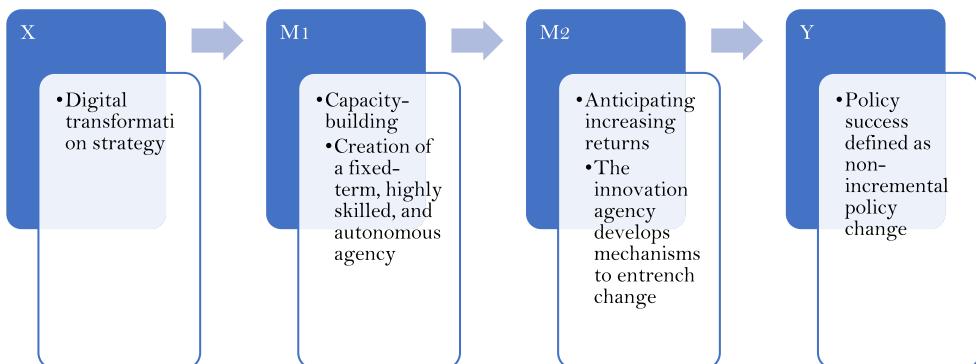 X
•Digital
transformati
on strategy
M1
•Capacity-
building
•Creation of
a fixed-
term, highly
skilled, and
autonomous
agency
M2
•Anticipating
increasing
returns
•The
innovation
agency
develops
mechanisms
to entrench
change
Y
•Policy
success
defined as
non-
incremental
policy
change